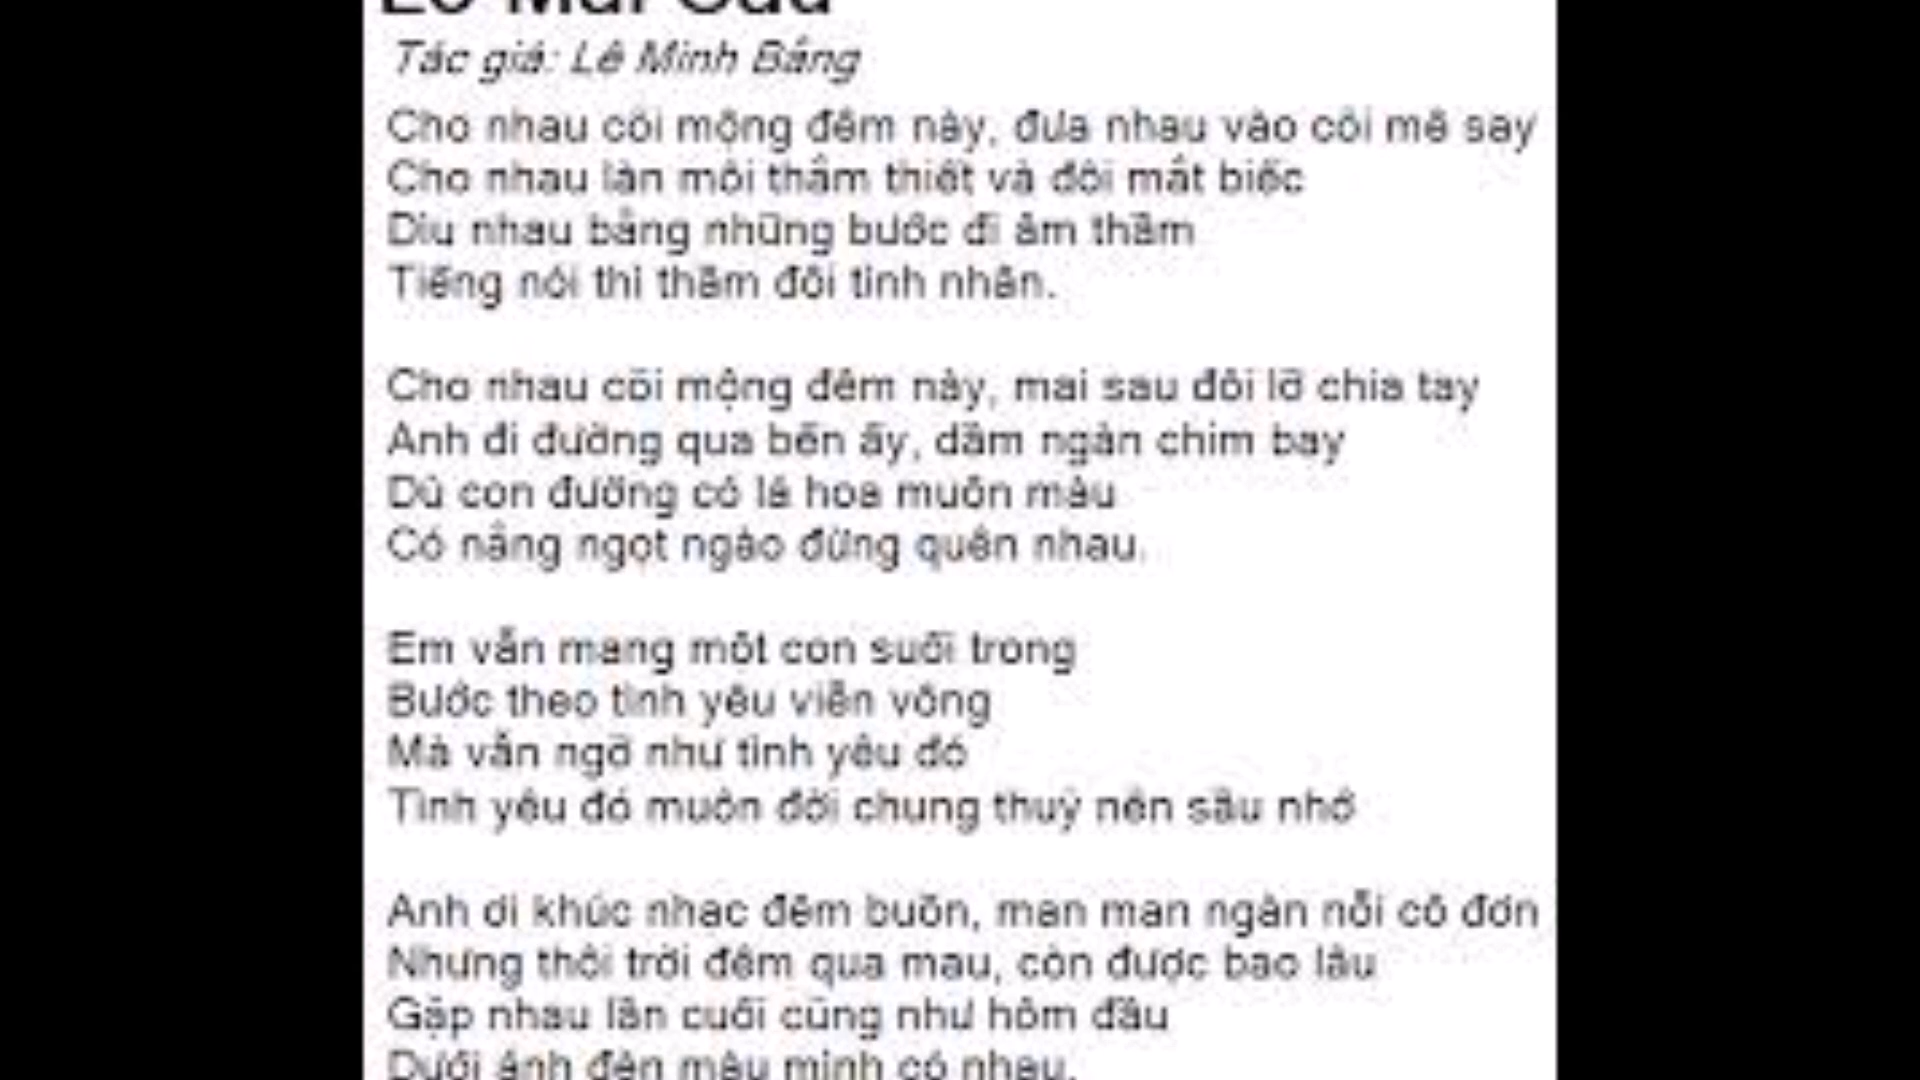 Lỡ Mai Sau
Tác giả: Lê Minh Bằng
Cho nhau cõi mộng đêm này, đưa nhau vào cõi mê say
Cho nhau làn môi thắm thiết và đôi mắt biếc
Dìu nhau bằng những bước đi âm thầm
Tiếng nói thì thầm đôi tình nhân.
Cho nhau cõi mộng đêm này, mai sau đôi lỡ chia tay
Anh đi đường qua bến ấy, dầm ngàn chim bay
Dù con đường có lá hoa muôn màu
Có nắng ngọt ngào đừng quên nhau.
Em vẫn mang một con suối trong
Bước theo tình yêu viễn vông
Mà vẫn ngỡ như tình yêu đó
Tình yêu đó muôn đời chung thuỷ nên sầu nhớ
Anh di khúc nhạc đêm buồn, man man ngàn nỗi cô đơn
Nhưng thôi trời đêm qua mau, còn được bao lâu
Gặp nhau lần cuối cũng như hôm đầu
Dưới ánh đèn màu mình có nhau.